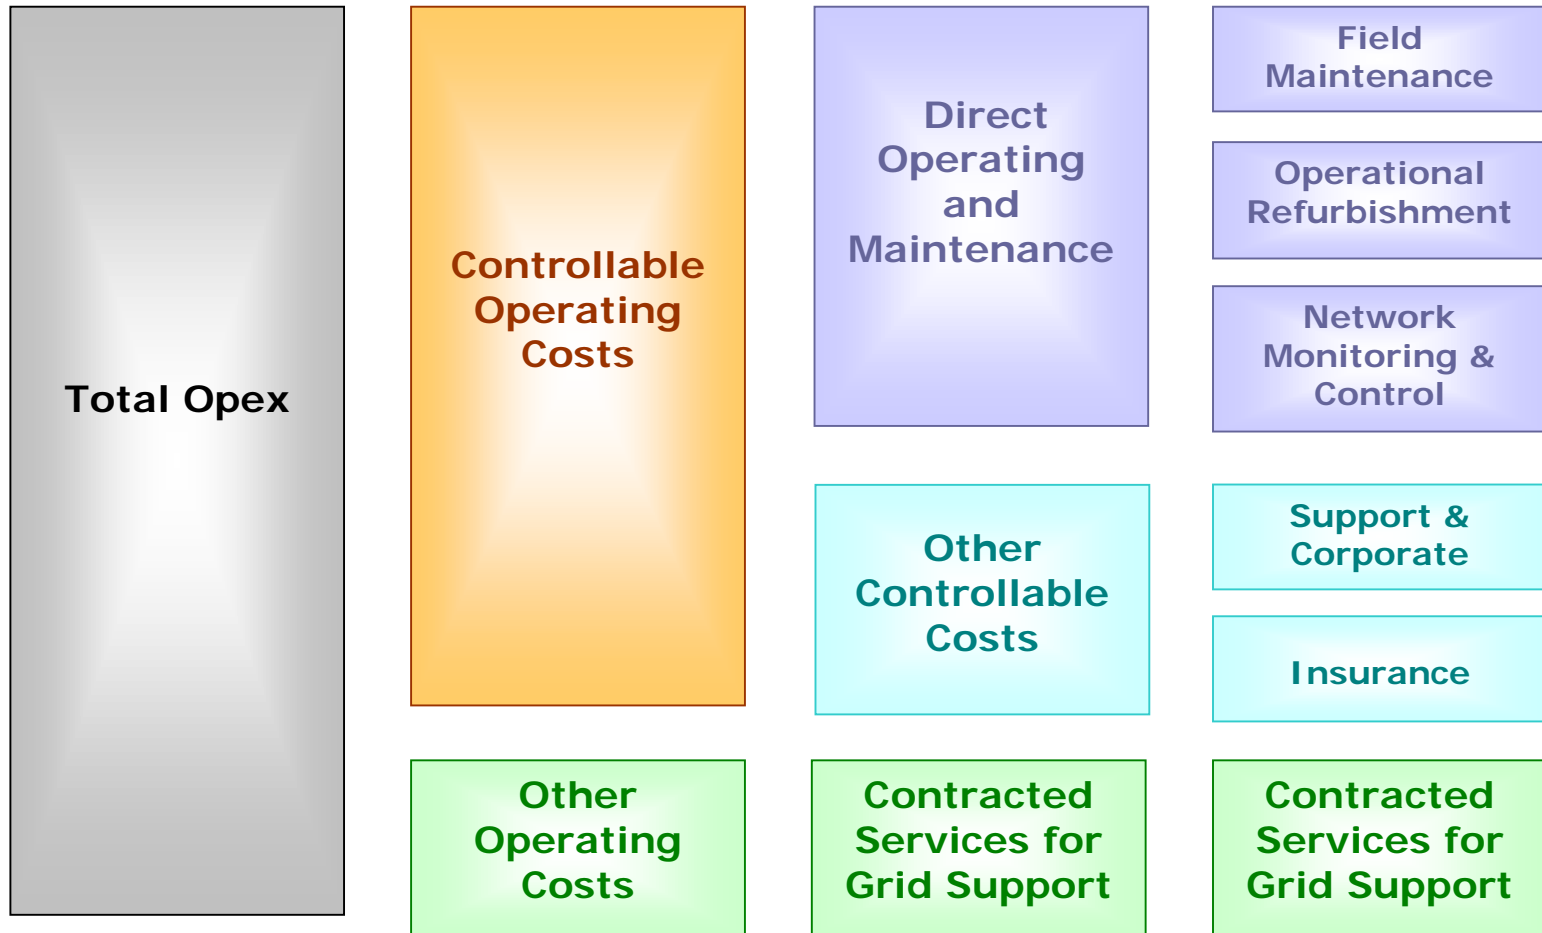 Total Opex
Controllable
Operating
Costs
Other
Operating
Costs
Direct
Operating
and
Maintenance
Other
Controllable
Costs
Contracted
Services for
Grid Support
Field
Maintenance
Operational
Refurbishment
Network
Monitoring &
Control
Support &
Corporate
Insurance
Contracted
Services for
Grid Support